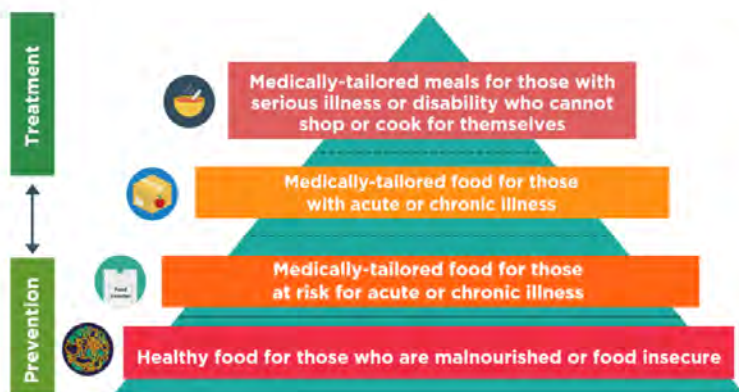 Treatment
Medically-tailored meals for those with
serious illness or disability who cannot
shop or cook for themselves
Medically-tailored food for those
with acute or chronic illness
Prevention
Medically-tailored food for those
at risk for acute or chronic illness
Food
Voucher
Healthy food for those who are malnourished or food insecure